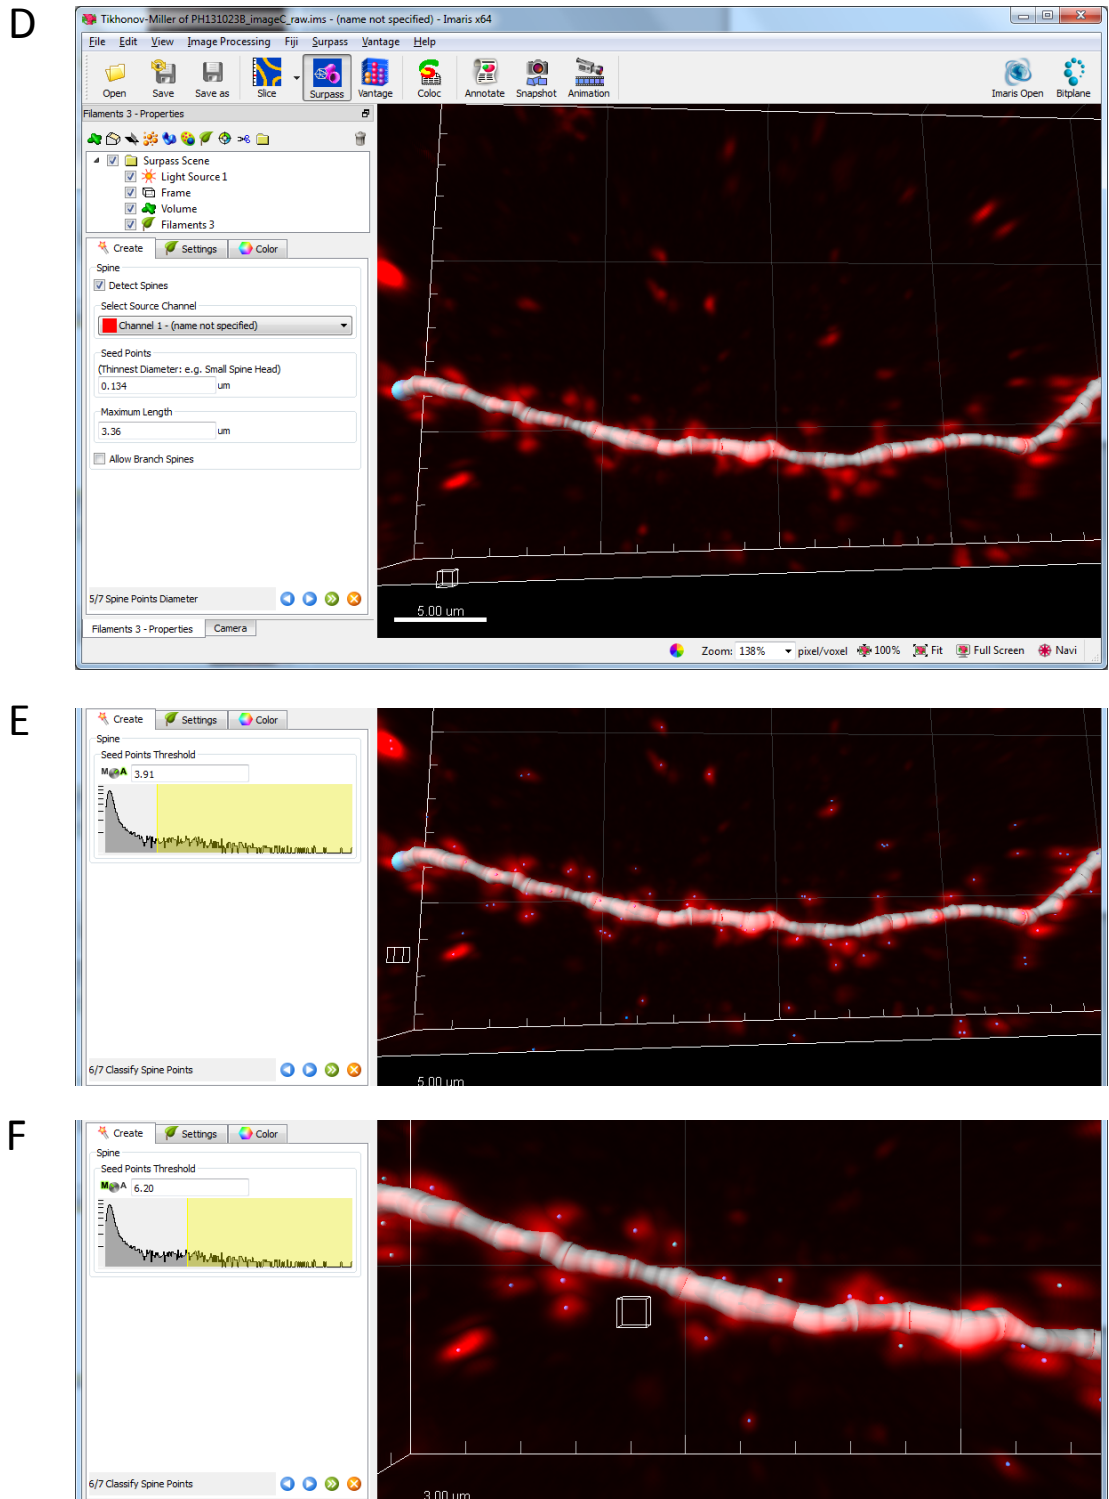 D
Tikhonov-Miller of PH131023B_imageC_raw.ims - (name not specified) - Imaris x64
File Edit View Image Processing Fiji Surpass Vantage Help
Open Save Save as Slice Surpass Vantage Coloc Annotate Snapshot Animation Imaris Open Bitplane
Filaments 3 - Properties
Surpass Scene
Light Source 1
Frame
Volume
Filaments 3
Create Settings Color
Spine
Detect Spines
Select Source Channel
Channel 1 - (name not specified)
Seed Points
(Thinnest Diameter: e.g. Small Spine Head)
0.134 um
Maximum Length
3.36 um
Allow Branch Spines
5/7 Spine Points Diameter
5.00 um
Filaments 3 - Properties Camera
Zoom: 138% pixel/voxel 100% Fit Full Screen Navi
E
Create Settings Color
Spine
Seed Points Threshold
M A 3.91
6/7 Classify Spine Points
5.00 um
F
Create Settings Color
Spine
Seed Points Threshold
M A 6.20
6/7 Classify Spine Points
3.00 um